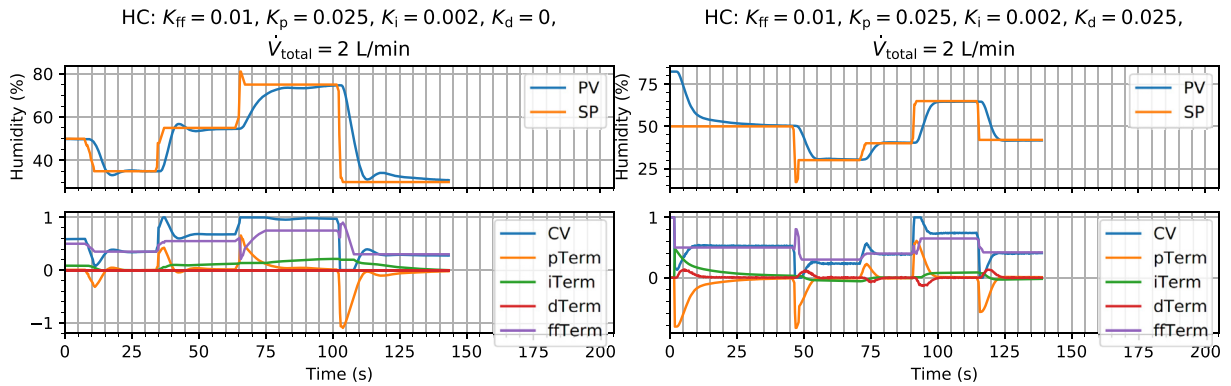 HC: K_ff = 0.01, K_p = 0.025, K_i = 0.002, K_d = 0,
V̇_total = 2 L/min
Humidity (%)
80
60
40
PV
SP
1
0
−1
CV
pTerm
iTerm
dTerm
ffTerm
0 25 50 75 100 125 150 175 200
Time (s)
HC: K_ff = 0.01, K_p = 0.025, K_i = 0.002, K_d = 0.025,
V̇_total = 2 L/min
Humidity (%)
75
50
25
PV
SP
1
0
CV
pTerm
iTerm
dTerm
ffTerm
0 25 50 75 100 125 150 175 200
Time (s)